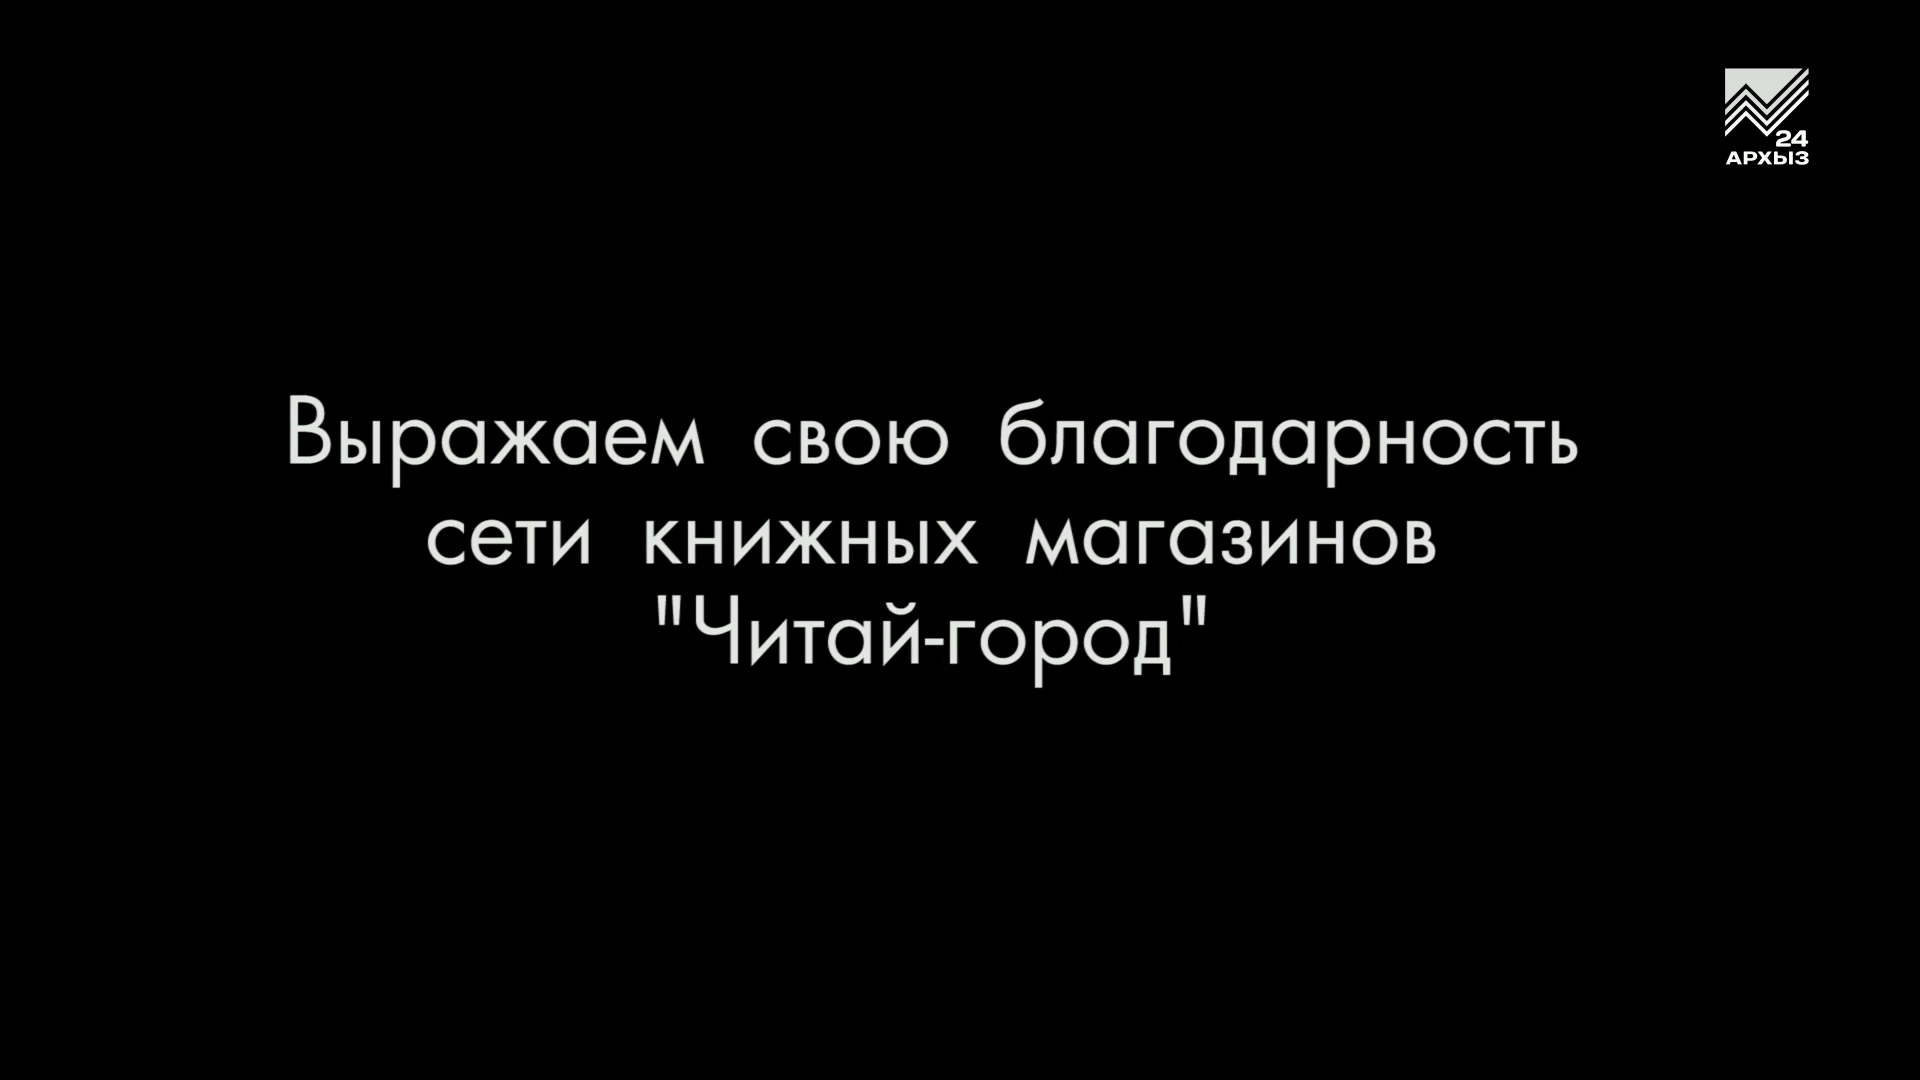 24
АРХЫЗ
Выражаем свою благодарность
сети книжных магазинов
"Читай-город"